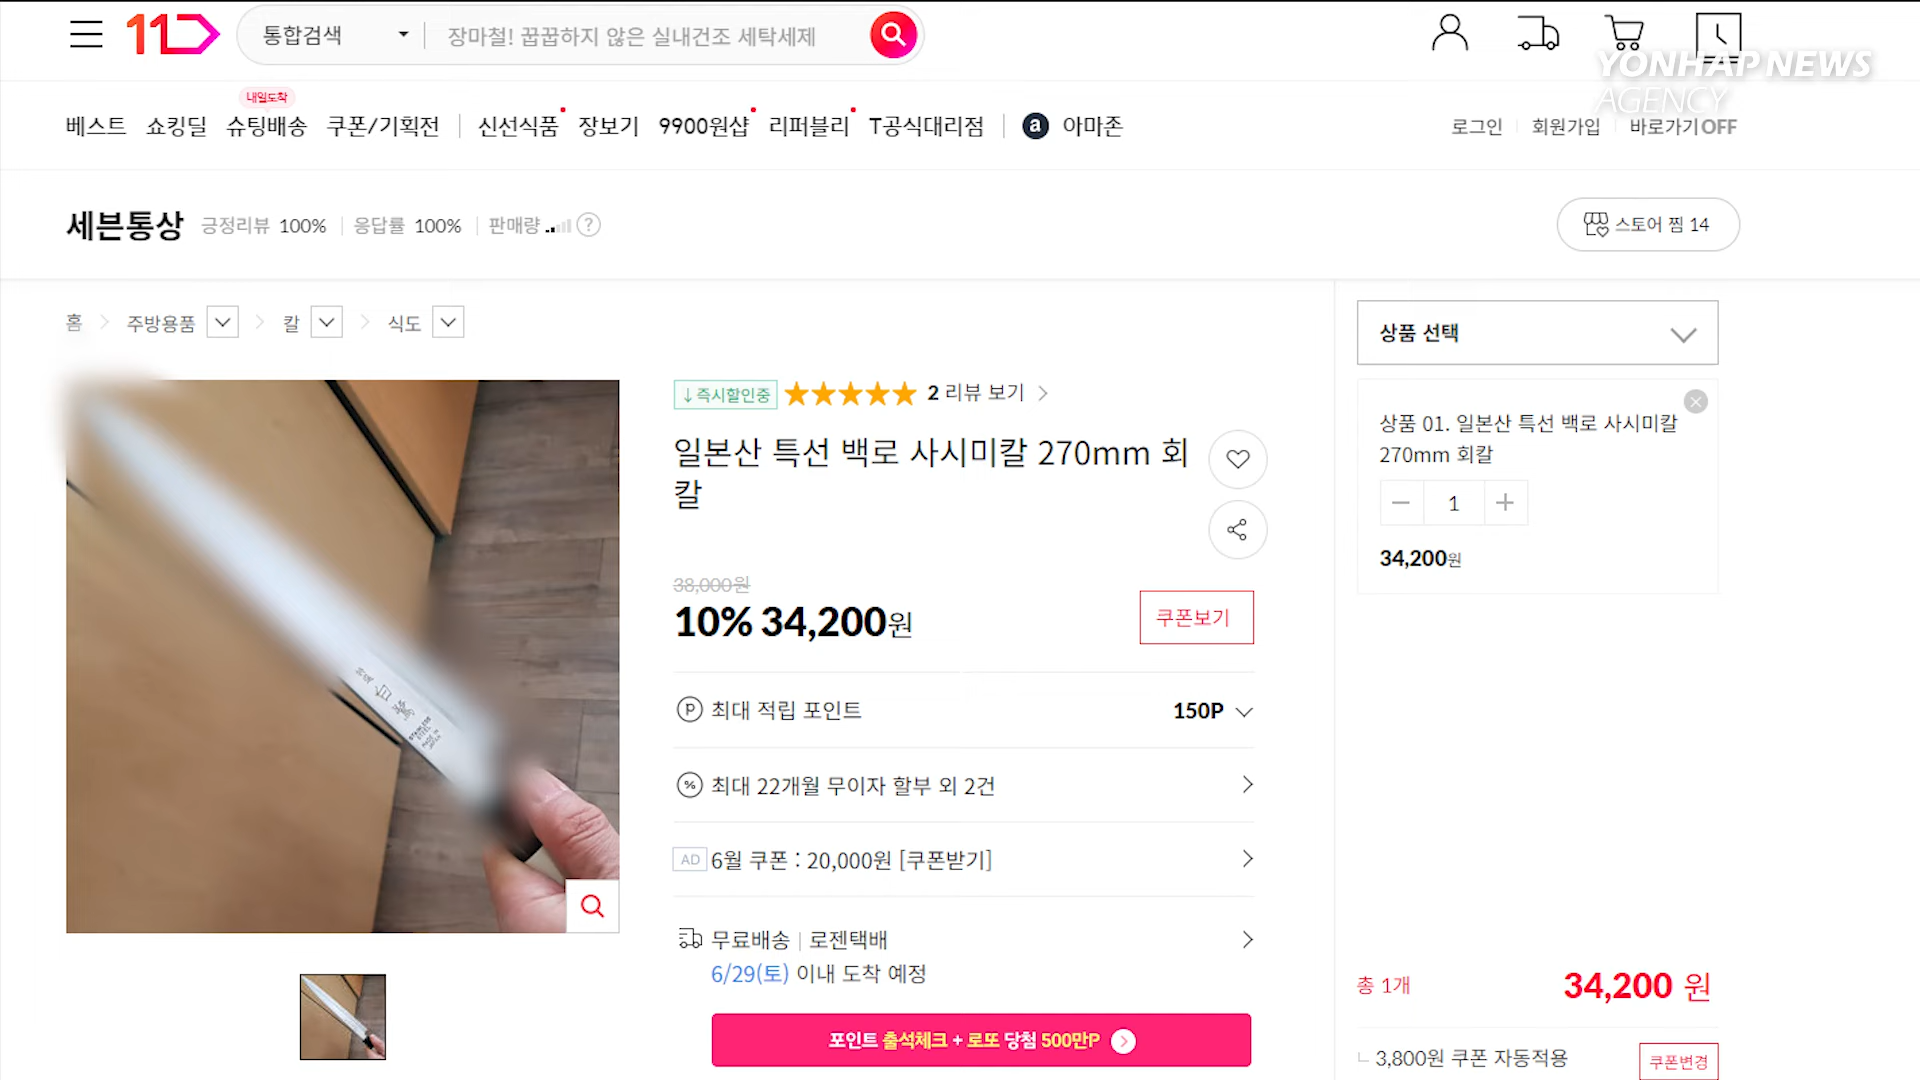 11
통합검색
장마철! 꿉꿉하지 않은 실내건조 세탁세제
YONHAP NEWS
AGENCY
내일도착
베스트 쇼킹딜 슈팅배송 쿠폰/기획전 신선식품 장보기 9900원샵 리퍼블리 T공식대리점 a 아마존
로그인 회원가입 바로가기OFF
세븐통상 긍정리뷰 100% 응답률 100% 판매량 ?
스토어 찜 14
홈 주방용품 칼 식도
白鷺
STAINLESS
STEEL
MADE IN
JAPAN
↓즉시할인중 ★★★★★ 2 리뷰 보기
일본산 특선 백로 사시미칼 270mm 회
칼
38,000원
10% 34,200원
쿠폰보기
P 최대 적립 포인트 150P
% 최대 22개월 무이자 할부 외 2건
AD 6월 쿠폰 : 20,000원 [쿠폰받기]
무료배송 | 로젠택배
6/29(토) 이내 도착 예정
포인트 출석체크 + 로또 당첨 500만P
상품 선택
상품 01. 일본산 특선 백로 사시미칼
270mm 회칼
1
34,200원
총 1개 34,200 원
3,800원 쿠폰 자동적용
쿠폰변경